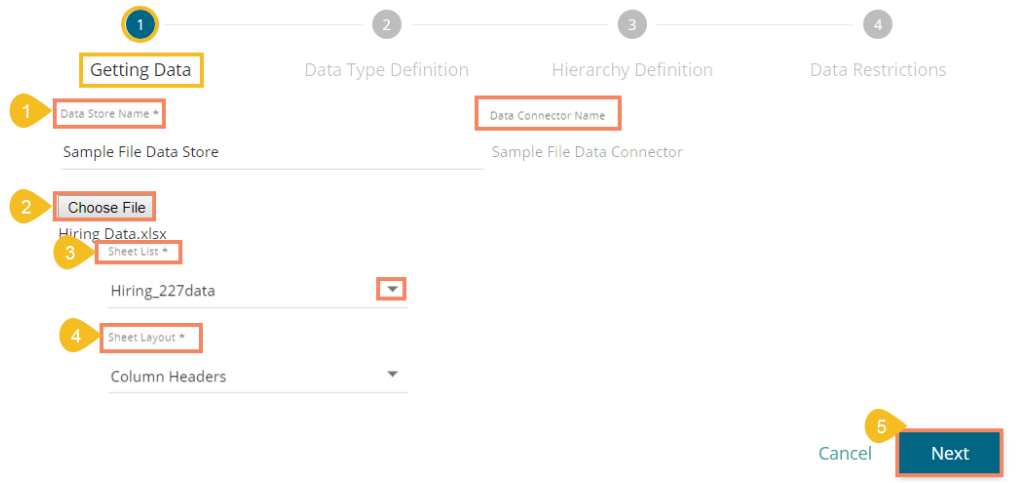 1 2 3 4
Getting Data Data Type Definition Hierarchy Definition Data Restrictions
1 Data Store Name * Data Connector Name
Sample File Data Store Sample File Data Connector
2 Choose File
Hiring Data.xlsx
3 Sheet List *
Hiring_227data
4 Sheet Layout *
Column Headers
5
Cancel Next